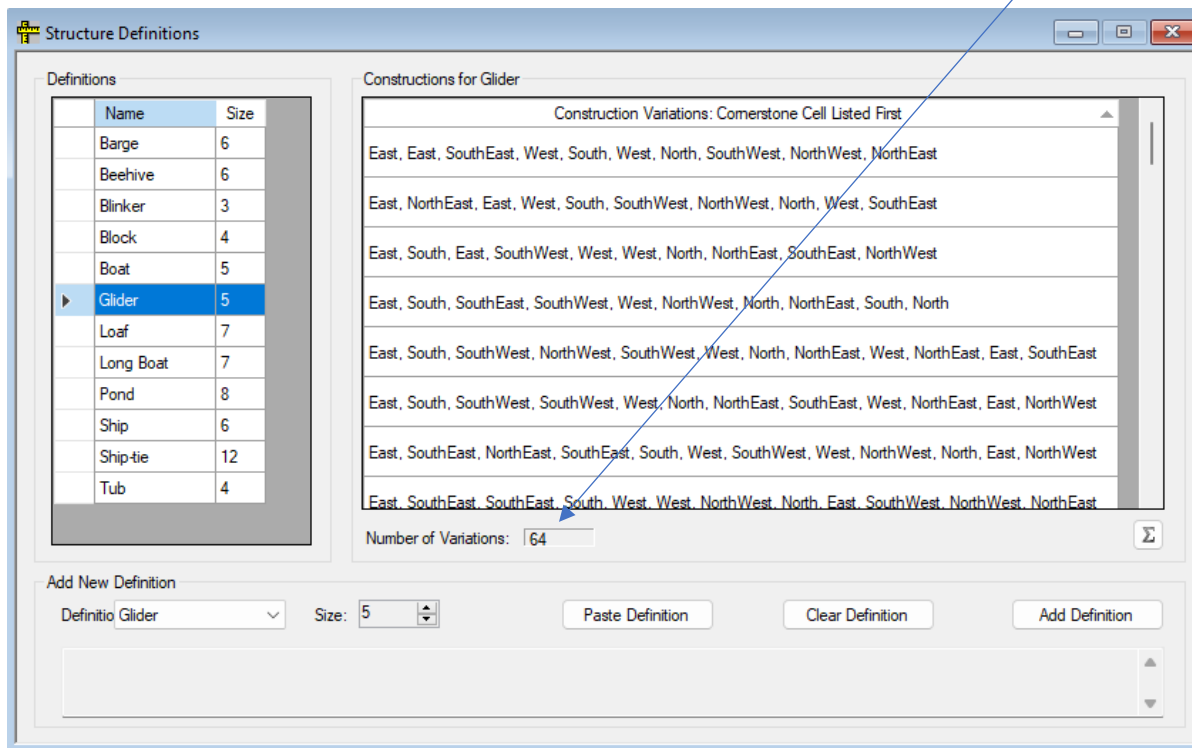 Structure Definitions
Definitions
Name Size
Barge 6
Beehive 6
Blinker 3
Block 4
Boat 5
Glider 5
Loaf 7
Long Boat 7
Pond 8
Ship 6
Ship-tie 12
Tub 4
Constructions for Glider
Construction Variations: Cornerstone Cell Listed First
East, East, SouthEast, West, South, West, North, SouthWest, NorthWest, NorthEast
East, NorthEast, East, West, South, SouthWest, NorthWest, North, West, SouthEast
East, South, East, SouthWest, West, West, North, NorthEast, SouthEast, NorthWest
East, South, SouthEast, SouthWest, West, NorthWest, North, NorthEast, South, North
East, South, SouthWest, NorthWest, SouthWest, West, North, NorthEast, West, NorthEast, East, SouthEast
East, South, SouthWest, SouthWest, West, North, NorthEast, SouthEast, West, NorthEast, East, NorthWest
East, SouthEast, NorthEast, SouthEast, South, West, SouthWest, West, NorthWest, North, East, NorthWest
East, SouthEast, SouthEast, South, West, West, NorthWest, North, East, SouthWest, NorthWest, NorthEast
Number of Variations: 64
Σ
Add New Definition
Definitio Glider Size: 5 Paste Definition Clear Definition Add Definition